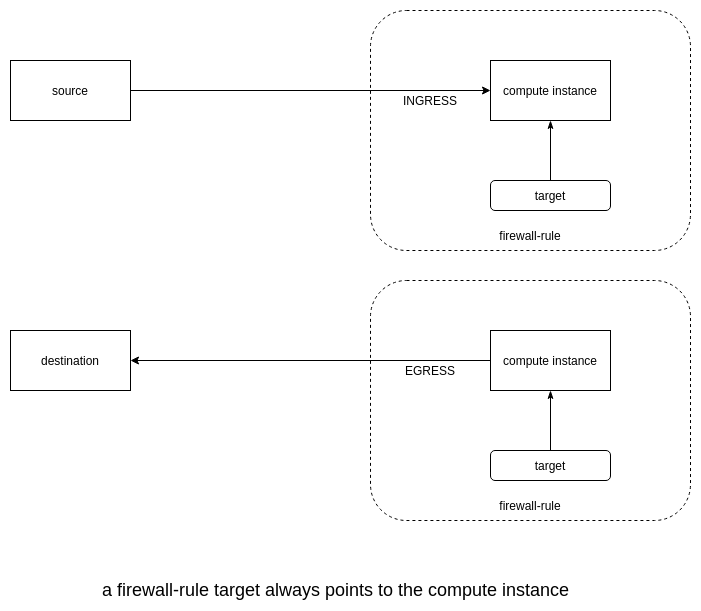 source
INGRESS
compute instance
target
firewall-rule
destination
EGRESS
compute instance
target
firewall-rule
a firewall-rule target always points to the compute instance